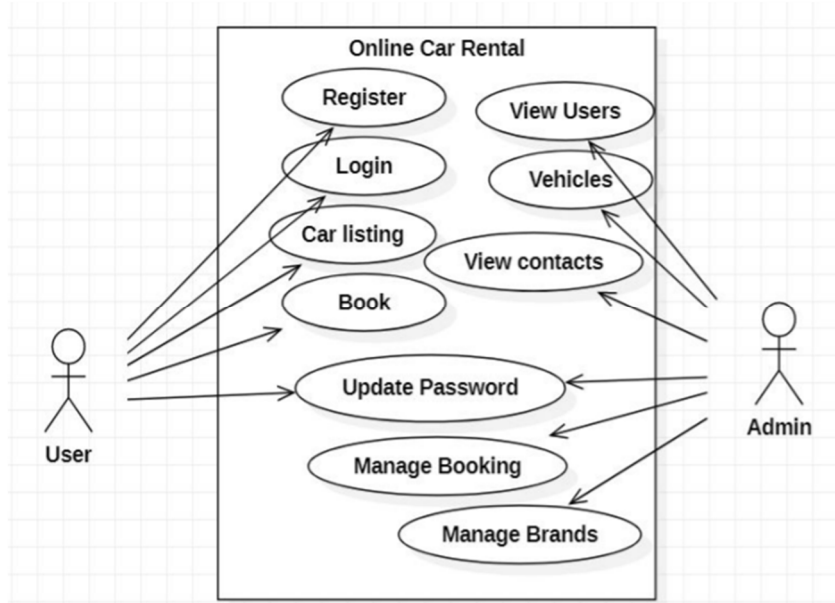 Online Car Rental
Register
View Users
Login
Vehicles
Car listing
View contacts
Book
Update Password
User
Admin
Manage Booking
Manage Brands